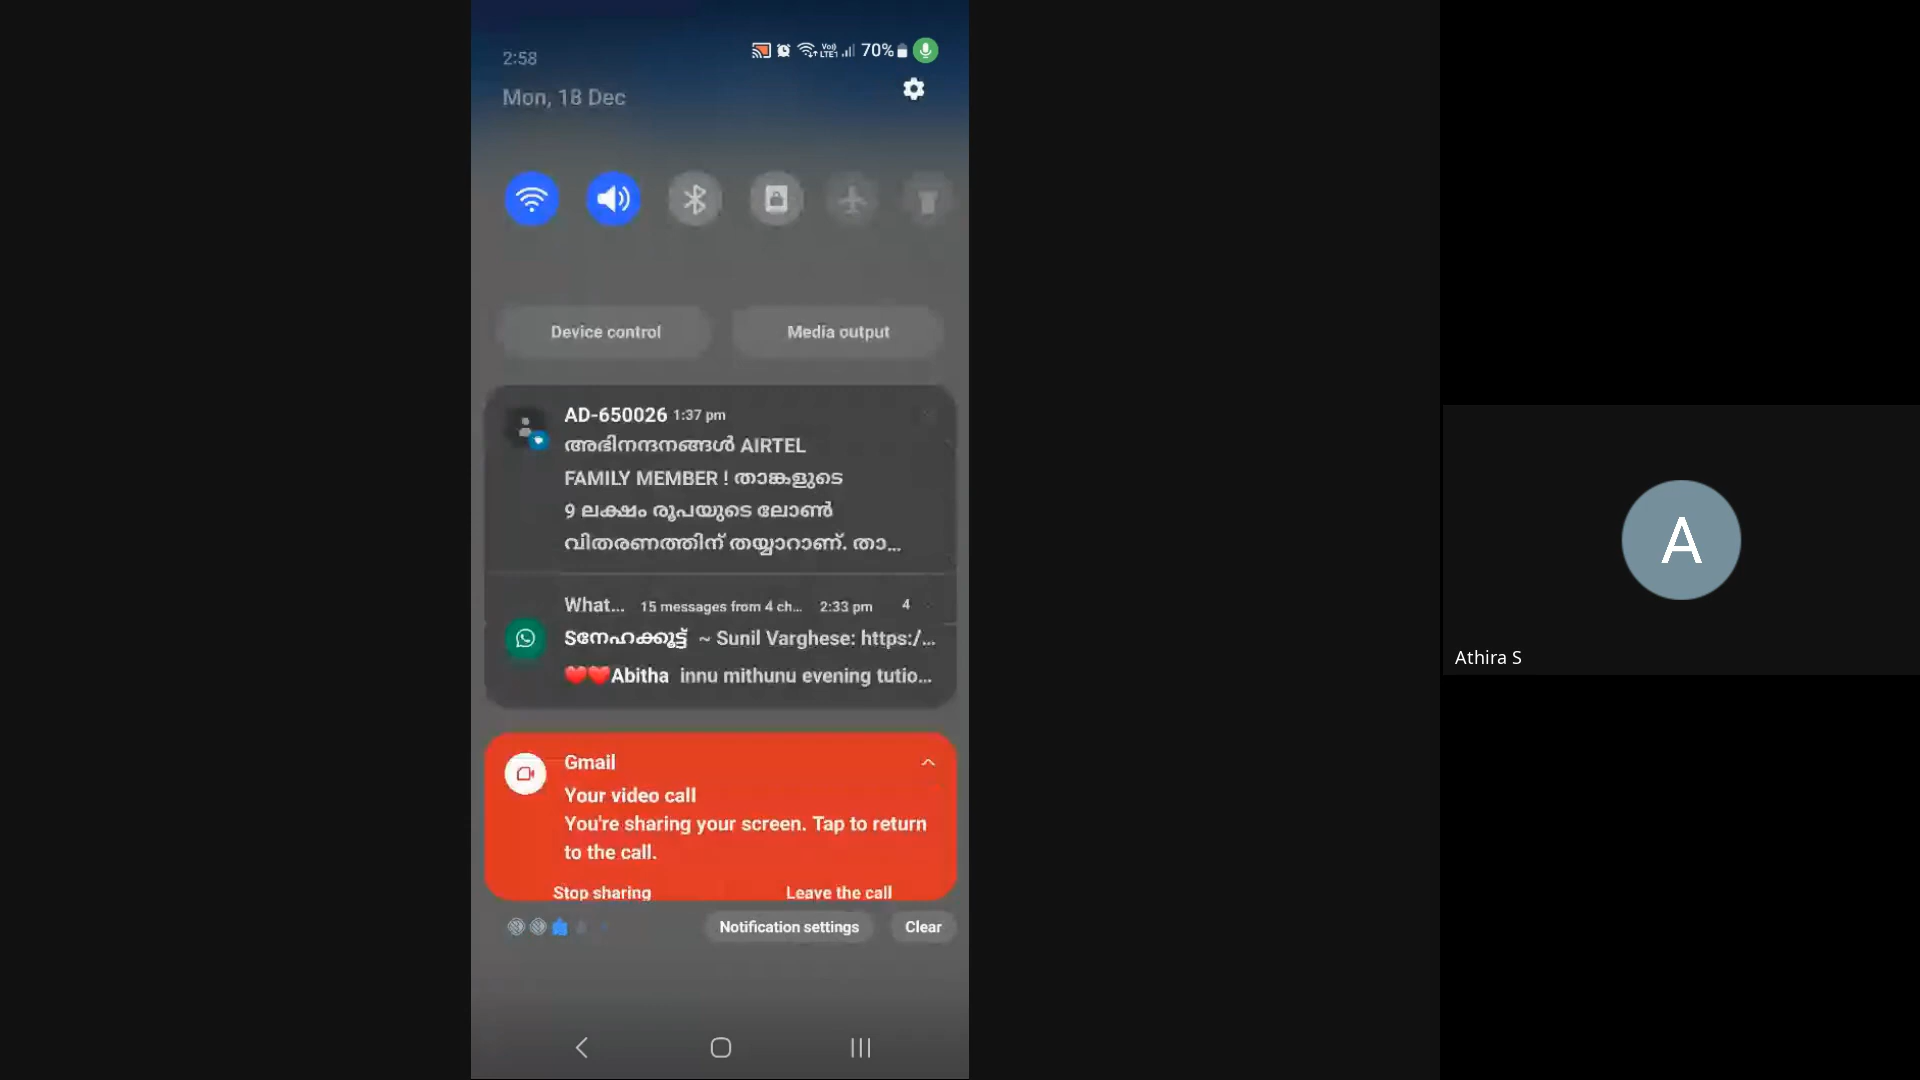 2:58
Vo)) LTE1 70%
Mon, 18 Dec
Device control
Media output
AD-650026 1:37 pm
അഭിനന്ദനങ്ങൾ AIRTEL
FAMILY MEMBER ! താങ്കളുടെ
9 ലക്ഷം രൂപയുടെ ലോൺ
വിതരണത്തിന് തയ്യാറാണ്. താ...
What... 15 messages from 4 ch... 2:33 pm 4
Sനേഹക്കൂട്ട് ~ Sunil Varghese: https:/...
❤️❤️Abitha innu mithunu evening tutio...
Gmail
Your video call
You're sharing your screen. Tap to return
to the call.
Stop sharing
Leave the call
Notification settings
Clear
A
Athira S